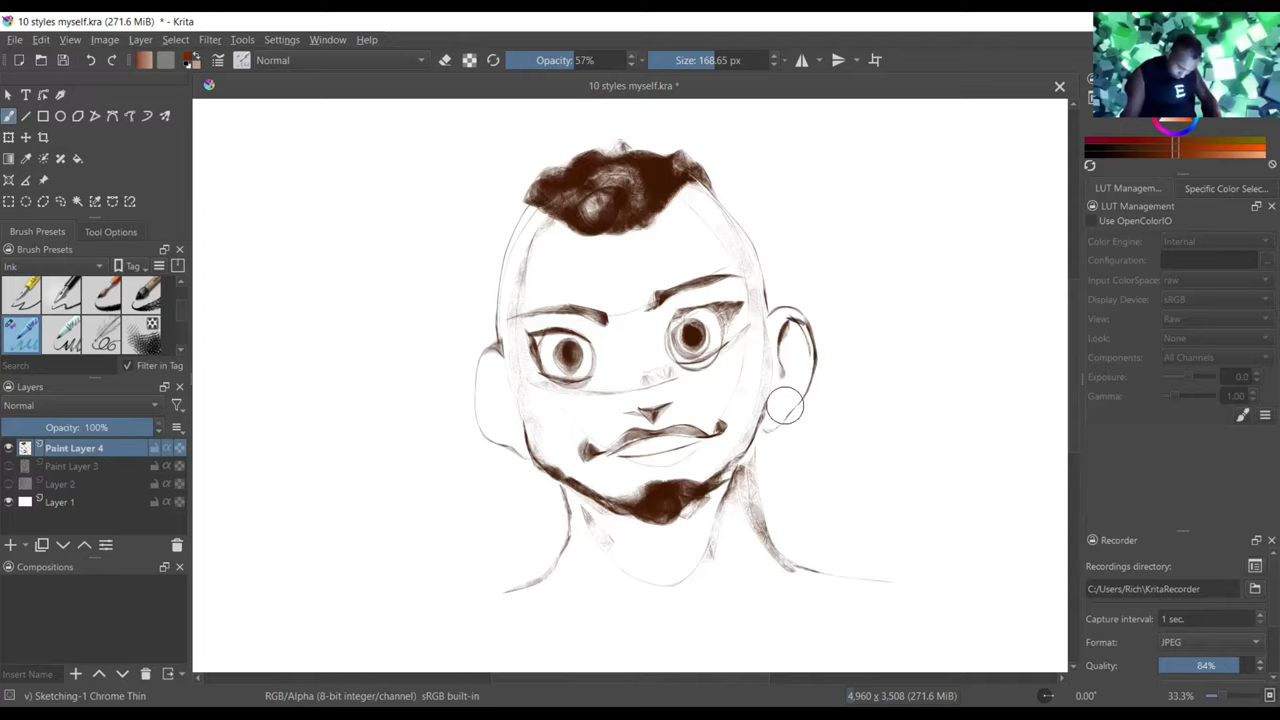 10 styles myself.kra (271.6 MiB) * - Krita
File Edit View Image Layer Select Filter Tools Settings Window Help
Normal Opacity: 57% Size: 168.65 px
10 styles myself.kra *
E
LUT Managem... Specific Color Selec...
LUT Management
Use OpenColorIO
Color Engine: Internal
Configuration: ...
Input ColorSpace: raw
Display Device: sRGB
View: Raw
Look: None
Components: All Channels
Exposure: 0.0
Gamma: 1.00
Brush Presets Tool Options
Brush Presets
Ink Tag
Search Filter in Tag
Layers
Normal
Opacity: 100%
Paint Layer 4
Paint Layer 3
Layer 2
Layer 1
Compositions
Insert Name
Recorder
Recordings directory:
C:/Users/Rich\KritaRecorder
Capture interval: 1 sec.
Format: JPEG
Quality: 84%
v) Sketching-1 Chrome Thin RGB/Alpha (8-bit integer/channel) sRGB built-in 4,960 x 3,508 (271.6 MiB) 0.00° 33.3%